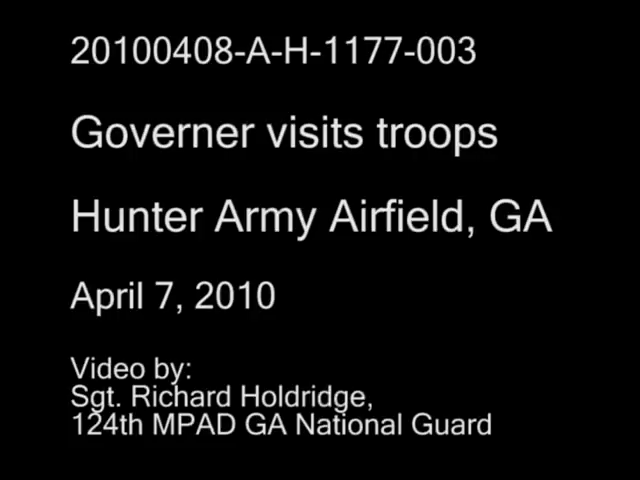 20100408-A-H-1177-003
Governer visits troops
Hunter Army Airfield, GA
April 7, 2010
Video by:
Sgt. Richard Holdridge,
124th MPAD GA National Guard